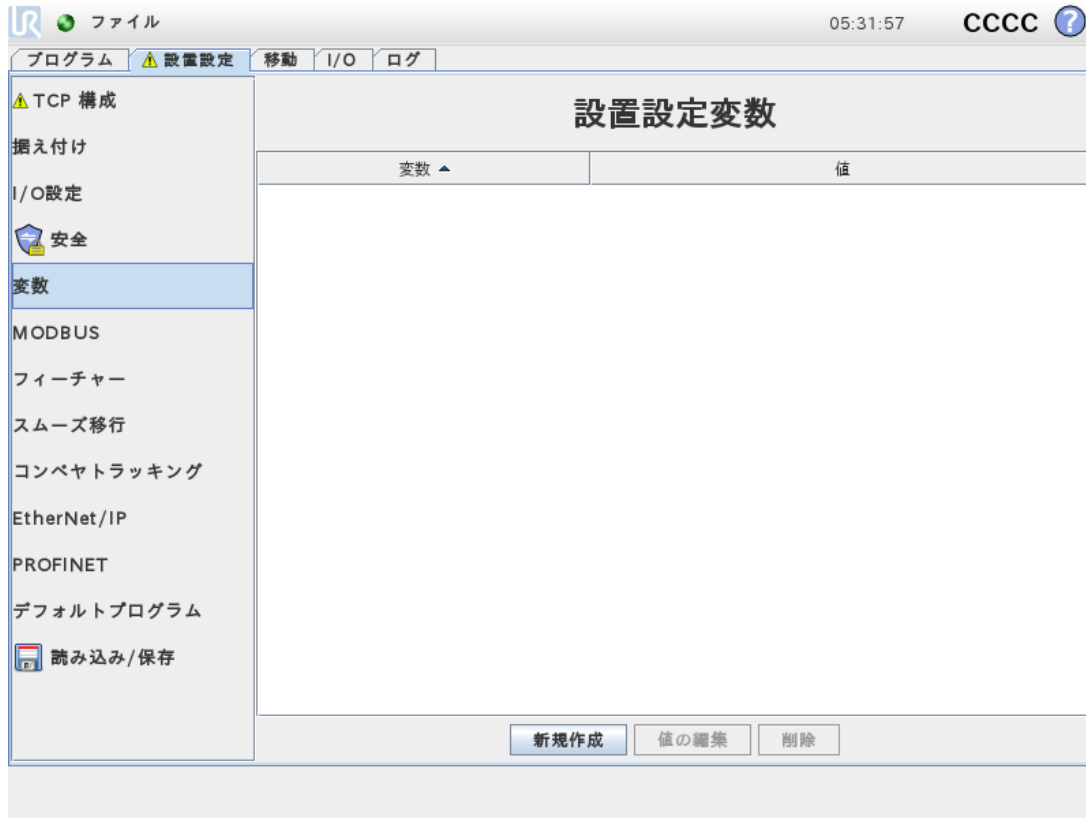 UR ファイル 05:31:57 CCCC ?
プログラム 設置設定 移動 I/O ログ
TCP 構成
据え付け
I/O設定
安全
変数
MODBUS
フィーチャー
スムーズ移行
コンベヤトラッキング
EtherNet/IP
PROFINET
デフォルトプログラム
読み込み/保存
設置設定変数
変数 値
新規作成 値の編集 削除